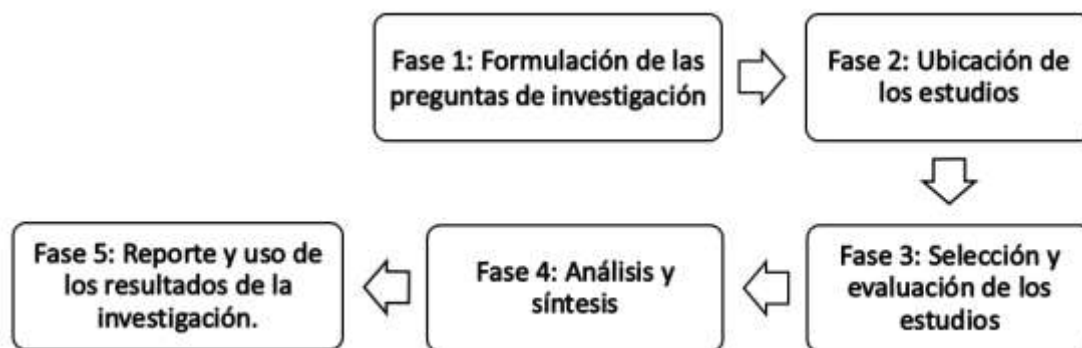 Fase 1: Formulación de las
preguntas de investigación
Fase 2: Ubicación de
los estudios
Fase 3: Selección y
evaluación de los
estudios
Fase 4: Análisis y
síntesis
Fase 5: Reporte y uso de
los resultados de la
investigación.